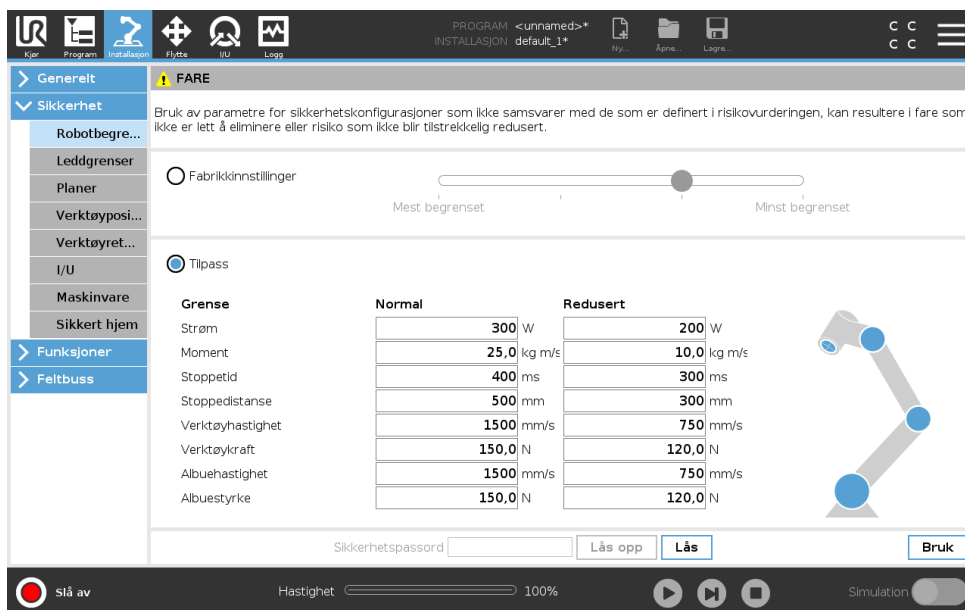 PROGRAM <unnamed>*
INSTALLASJON default_1*
Ny... Åpne... Lagre...
C C
C C
UR
Kjør Program Installasjon Flytte I/U Logg
Generelt
Sikkerhet
Robotbegre...
Leddgrenser
Planer
Verktøyposi...
Verktøyret...
I/U
Maskinvare
Sikkert hjem
Funksjoner
Feltbuss
FARE
Bruk av parametre for sikkerhetskonfigurasjoner som ikke samsvarer med de som er definert i risikovurderingen, kan resultere i fare som
ikke er lett å eliminere eller risiko som ikke blir tilstrekkelig redusert.
Fabrikkinnstillinger
Mest begrenset Minst begrenset
Tilpass
Grense Normal Redusert
Strøm 300 W 200 W
Moment 25,0 kg m/s 10,0 kg m/s
Stoppetid 400 ms 300 ms
Stoppedistanse 500 mm 300 mm
Verktøyhastighet 1500 mm/s 750 mm/s
Verktøykraft 150,0 N 120,0 N
Albuehastighet 1500 mm/s 750 mm/s
Albuestyrke 150,0 N 120,0 N
Sikkerhetspassord Lås opp Lås Bruk
Slå av Hastighet 100% Simulation